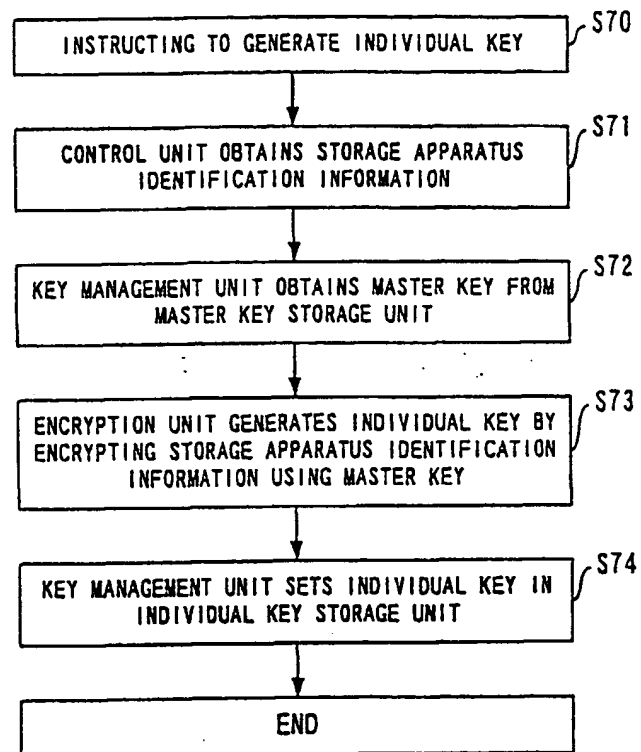 INSTRUCTING TO GENERATE INDIVIDUAL KEY
S70
CONTROL UNIT OBTAINS STORAGE APPARATUS
IDENTIFICATION INFORMATION
S71
KEY MANAGEMENT UNIT OBTAINS MASTER KEY FROM
MASTER KEY STORAGE UNIT
S72
ENCRYPTION UNIT GENERATES INDIVIDUAL KEY BY
ENCRYPTING STORAGE APPARATUS IDENTIFICATION
INFORMATION USING MASTER KEY
S73
KEY MANAGEMENT UNIT SETS INDIVIDUAL KEY IN
INDIVIDUAL KEY STORAGE UNIT
S74
END